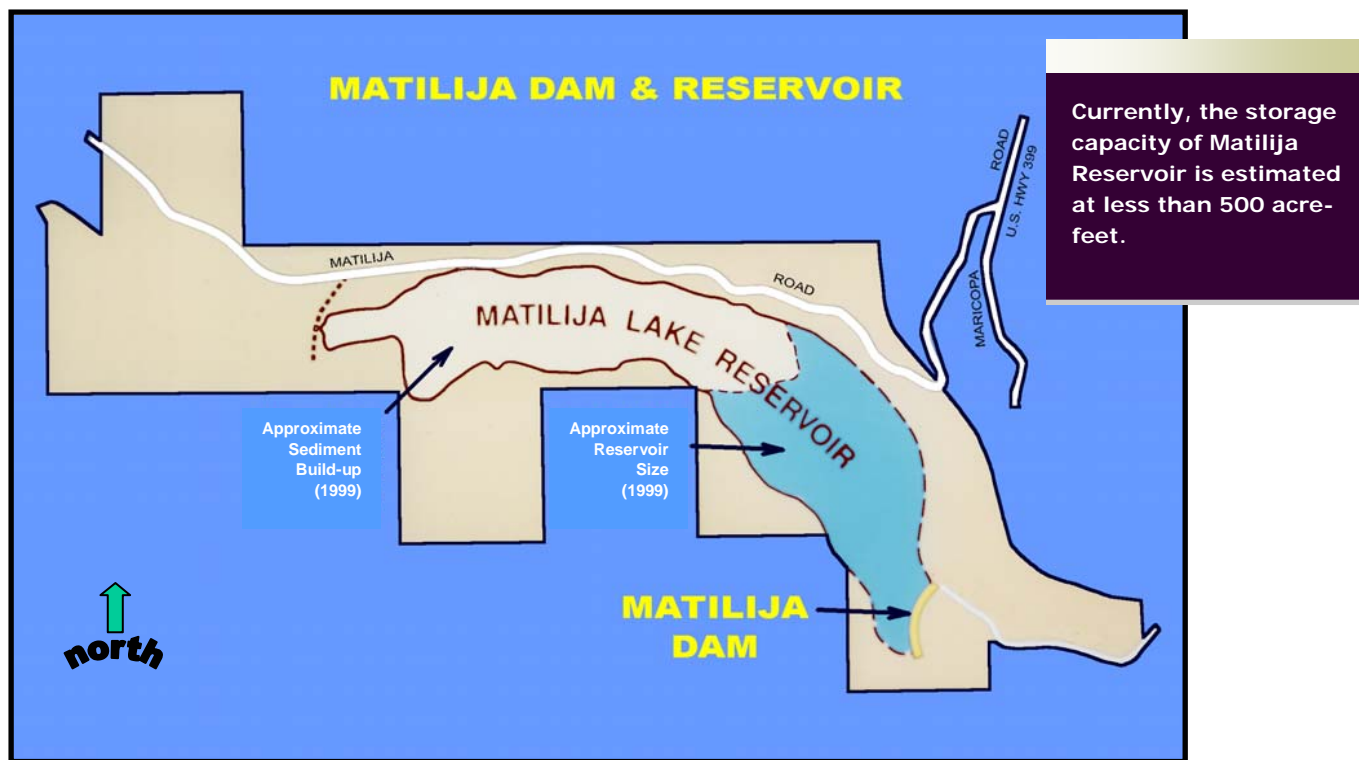 MATILIJA DAM & RESERVOIR
Currently, the storage
capacity of Matilija
Reservoir is estimated
at less than 500 acre-
feet.
ROAD
U.S. HWY 399
MARICOPA
MATILIJA
ROAD
MATILIJA LAKE RESERVOIR
Approximate
Sediment
Build-up
(1999)
Approximate
Reservoir
Size
(1999)
MATILIJA
DAM
north